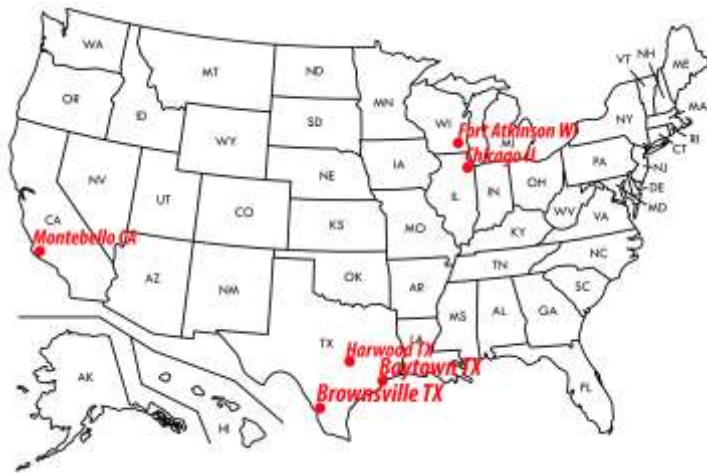 WA
MT
ND
MN
VT
NH
ME
OR
ID
WY
SD
WI
Fort Atkinson WI
MI
NY
MA
RI
CT
Chicago IL
NV
UT
CO
NE
IA
IL
IN
OH
PA
NJ
DE
MD
CA
Montebello CA
KS
MO
KY
WV
VA
AZ
NM
OK
AR
TN
NC
SC
MS
AL
GA
TX
LA
Harwood TX
Baytown TX
Brownsville TX
FL
AK
HI